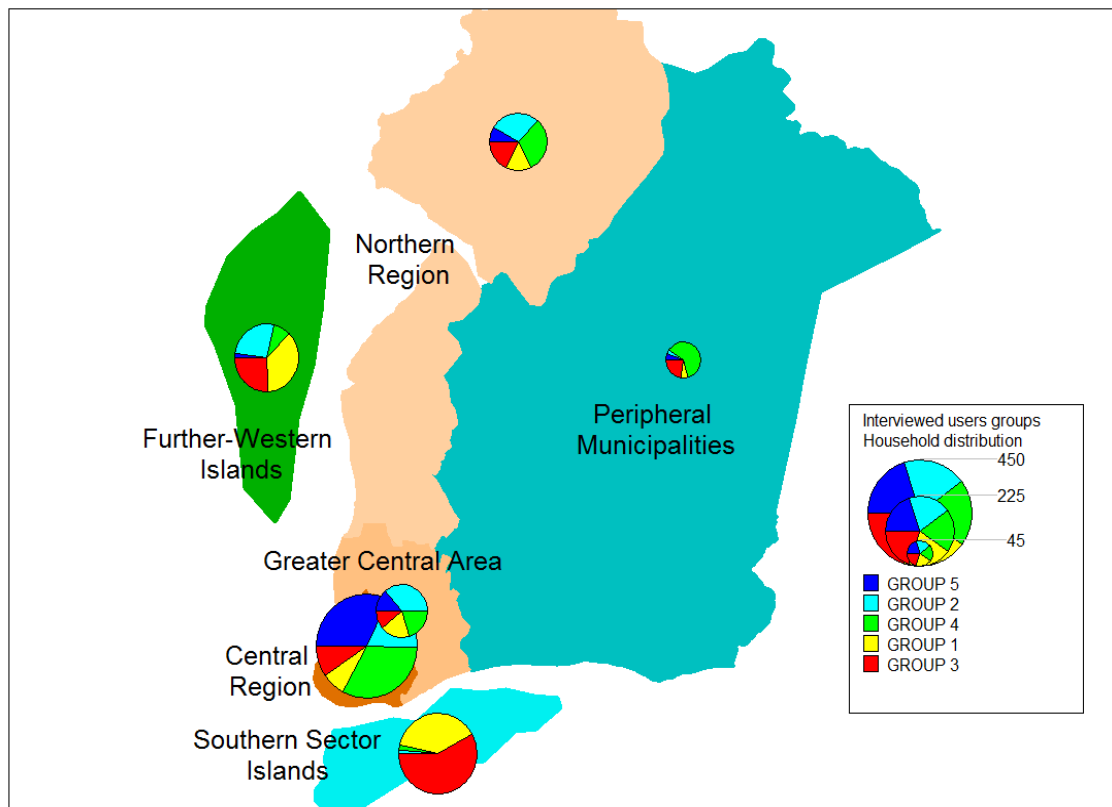 Northern
Region
Further-Western
Islands
Peripheral
Municipalities
Greater Central Area
Central
Region
Southern Sector
Islands
Interviewed users groups
Household distribution
450
225
45
GROUP 5
GROUP 2
GROUP 4
GROUP 1
GROUP 3